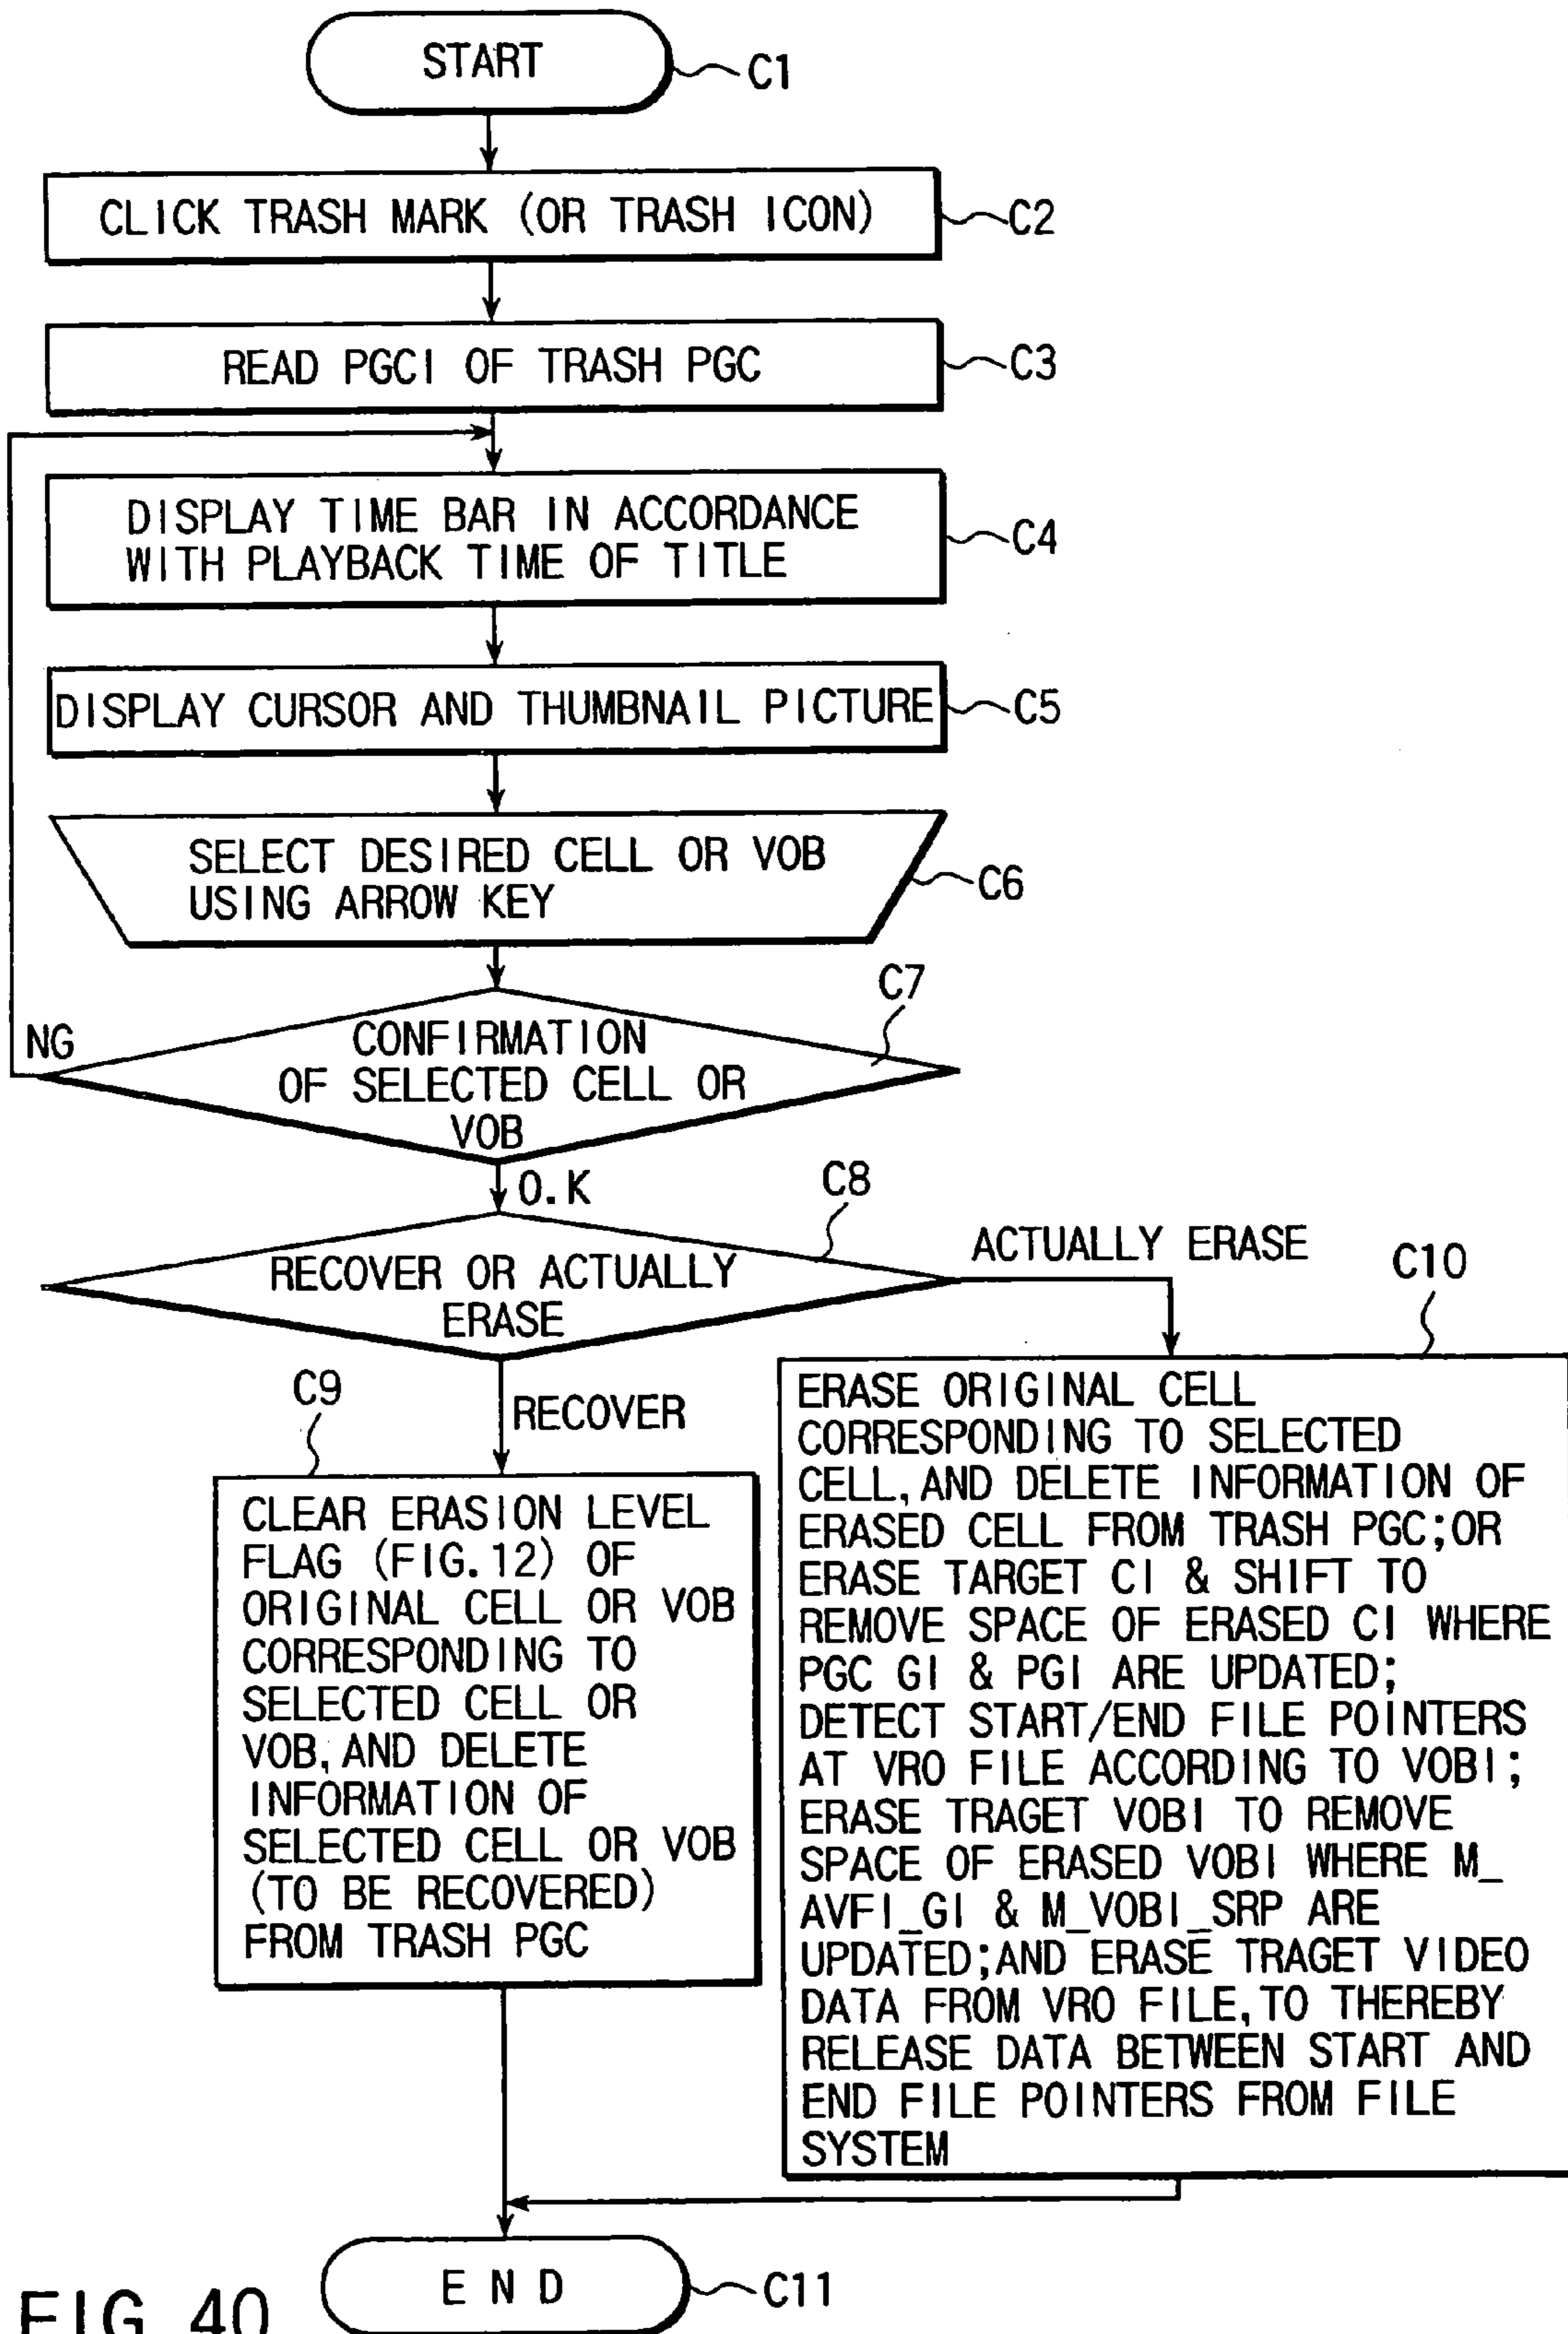 START
C1
CLICK TRASH MARK (OR TRASH ICON)
C2
READ PGCI OF TRASH PGC
C3
DISPLAY TIME BAR IN ACCORDANCE
WITH PLAYBACK TIME OF TITLE
C4
DISPLAY CURSOR AND THUMBNAIL PICTURE
C5
SELECT DESIRED CELL OR VOB
USING ARROW KEY
C6
C7
NG
CONFIRMATION
OF SELECTED CELL OR
VOB
O.K
C8
RECOVER OR ACTUALLY
ERASE
ACTUALLY ERASE
C10
C9
RECOVER
CLEAR ERASION LEVEL
FLAG (FIG.12) OF
ORIGINAL CELL OR VOB
CORRESPONDING TO
SELECTED CELL OR
VOB,AND DELETE
INFORMATION OF
SELECTED CELL OR VOB
(TO BE RECOVERED)
FROM TRASH PGC
ERASE ORIGINAL CELL
CORRESPONDING TO SELECTED
CELL,AND DELETE INFORMATION OF
ERASED CELL FROM TRASH PGC;OR
ERASE TARGET CI & SHIFT TO
REMOVE SPACE OF ERASED CI WHERE
PGC GI & PGI ARE UPDATED;
DETECT START/END FILE POINTERS
AT VRO FILE ACCORDING TO VOBI;
ERASE TRAGET VOBI TO REMOVE
SPACE OF ERASED VOBI WHERE M_
AVFI_GI & M_VOBI_SRP ARE
UPDATED;AND ERASE TRAGET VIDEO
DATA FROM VRO FILE,TO THEREBY
RELEASE DATA BETWEEN START AND
END FILE POINTERS FROM FILE
SYSTEM
END
C11
FIG. 40